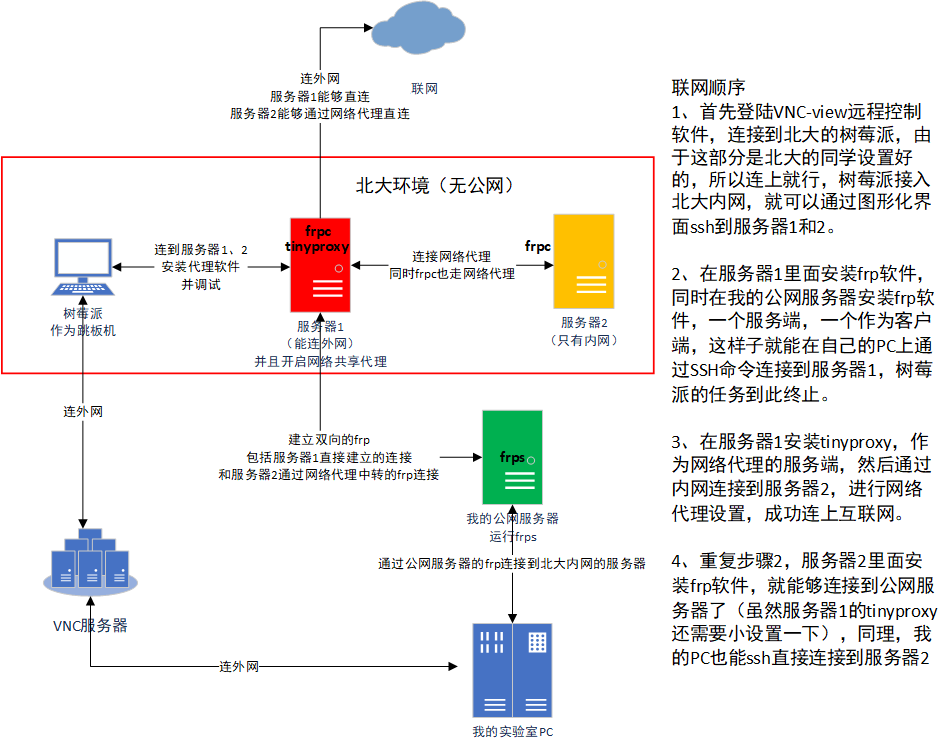 连外网
服务器1能够直连
服务器2能够通过网络代理直连
联网
北大环境（无公网）
frpc
tinyproxy
连到服务器1、2
安装代理软件
并调试
连接网络代理
同时frpc也走网络代理
frpc
树莓派
作为跳板机
服务器1
（能连外网）
并且开启网络共享代理
服务器2
（只有内网）
连外网
建立双向的frp
包括服务器1直接建立的连接
和服务器2通过网络代理中转的frp连接
frps
我的公网服务器
运行frps
通过公网服务器的frp连接到北大内网的服务器
VNC服务器
连外网
我的实验室PC
联网顺序
1、首先登陆VNC-view远程控制
软件，连接到北大的树莓派，由
于这部分是北大的同学设置好
的，所以连上就行，树莓派接入
北大内网，就可以通过图形化界
面ssh到服务器1和2。
2、在服务器1里面安装frp软件，
同时在我的公网服务器安装frp软
件，一个服务端，一个作为客户
端，这样子就能在自己的PC上通
过SSH命令连接到服务器1，树莓
派的任务到此终止。
3、在服务器1安装tinyproxy，作
为网络代理的服务端，然后通过
内网连接到服务器2，进行网络
代理设置，成功连上互联网。
4、重复步骤2，服务器2里面安
装frp软件，就能够连接到公网服
务器了（虽然服务器1的tinyproxy
还需要小设置一下），同理，我
的PC也能ssh直接连接到服务器2